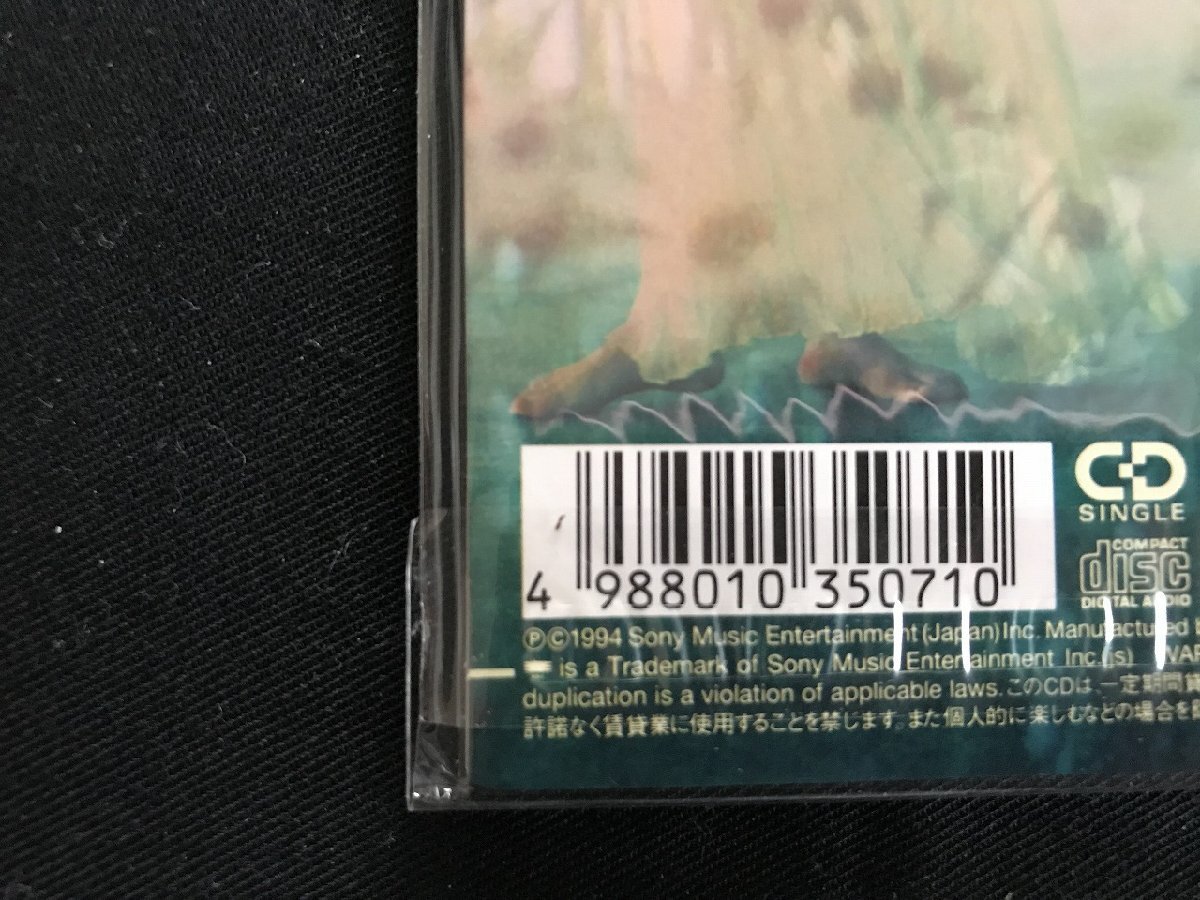 CD
SINGLE
COMPACT
disc
DIGITAL AUDIO
4 988010 350710
℗©1994 Sony Music Entertainment (Japan) Inc. Manufactured
is a Trademark of Sony Music Entertainment Inc.
duplication is a violation of applicable laws. このCDは、一定期間
許諾なく賃貸業に使用することを禁じます。また個人的に楽しむなどの場合を